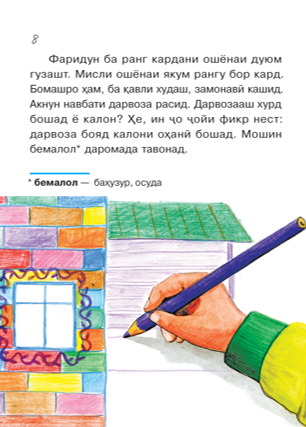 8
Фаридун ба ранг кардани ошёнаи дуюм
гузашт. Мисли ошёнаи якум рангу бор кард.
Бомашро ҳам, ба қавли худаш, замонавӣ кашид.
Акнун навбати дарвоза расид. Дарвозааш хурд
бошад ё калон? Ҳе, ин ҷо ҷойи фикр нест:
дарвоза бояд калони оҳанӣ бошад. Мошин
бемалол* даромада тавонад.
* бемалол — баҳузур, осуда